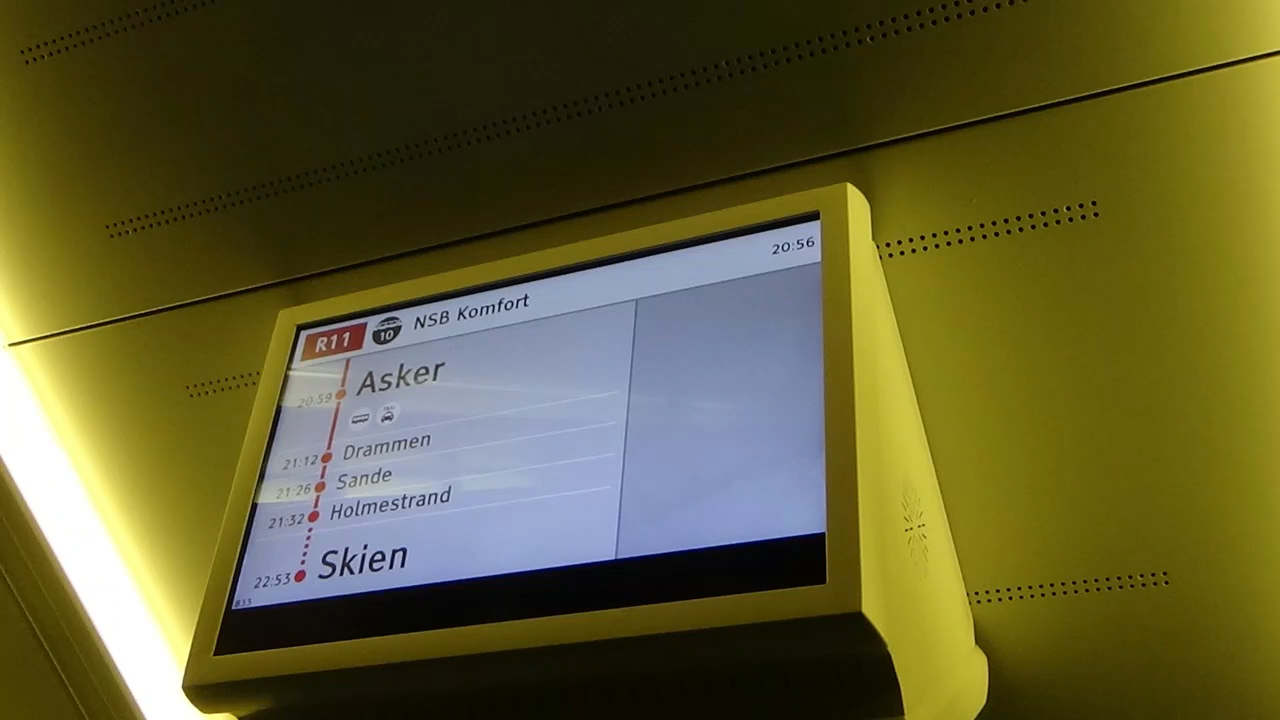 R11 10 NSB Komfort 20:56
20:59 Asker
TAXI
21:12 Drammen
21:26 Sande
21:32 Holmestrand
22:53 Skien